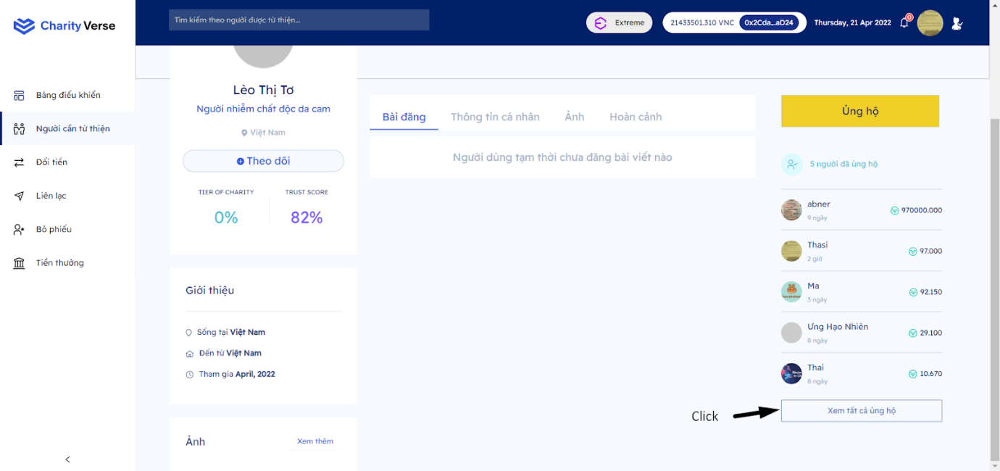 Charity Verse
Tìm kiếm theo người được từ thiện...
Extreme
21433501.310 VNC
0x2Cda...aD24
Thursday, 21 Apr 2022
0
Bảng điều khiển
Người cần từ thiện
Đổi tiền
Liên lạc
Bỏ phiếu
Tiền thưởng
Lèo Thị Tơ
Người nhiễm chất độc da cam
Việt Nam
Theo dõi
TIER OF CHARITY
0%
TRUST SCORE
82%
Giới thiệu
Sống tại Việt Nam
Đến từ Việt Nam
Tham gia April, 2022
Ảnh
Xem thêm
Bài đăng
Thông tin cá nhân
Ảnh
Hoàn cảnh
Người dùng tạm thời chưa đăng bài viết nào
Ủng hộ
5 người đã ủng hộ
abner
9 ngày
970000.000
Thasi
2 giờ
97.000
Ma
3 ngày
92.150
Ưng Hạo Nhiên
8 ngày
29.100
Thai
8 ngày
10.670
Click
Xem tất cả ủng hộ